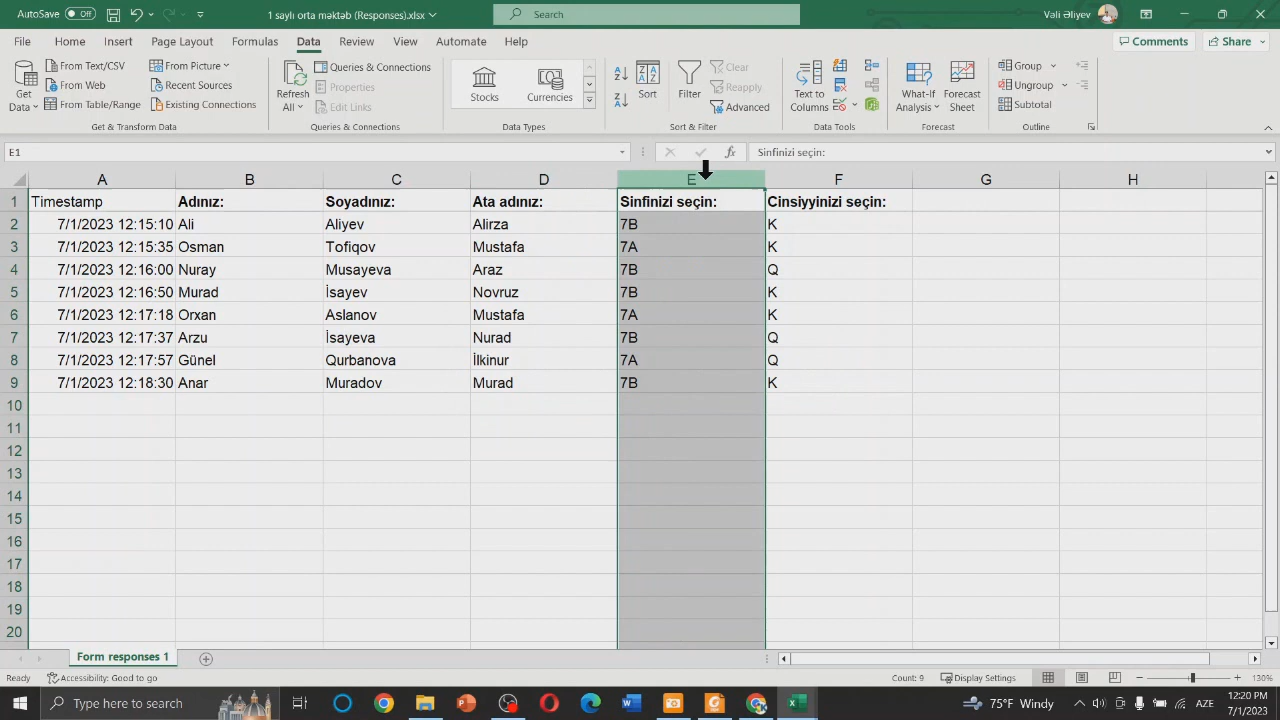 AutoSave Off 1 saylı orta məktəb (Responses).xlsx Search Vəli Əliyev
File Home Insert Page Layout Formulas Data Review View Automate Help Comments Share
Get Data
From Text/CSV
From Web
From Table/Range
From Picture
Recent Sources
Existing Connections
Get & Transform Data
Refresh All
Queries & Connections
Properties
Edit Links
Queries & Connections
Stocks Currencies
Data Types
Sort
Filter
Clear
Reapply
Advanced
Sort & Filter
Text to Columns
Data Tools
What-If Analysis
Forecast Sheet
Forecast
Group
Ungroup
Subtotal
Outline
E1 fx Sinfinizi seçin:
A B C D E F G H
1 Timestamp Adınız: Soyadınız: Ata adınız: Sinfinizi seçin: Cinsiyyinizi seçin:
2 7/1/2023 12:15:10 Ali Aliyev Alirza 7B K
3 7/1/2023 12:15:35 Osman Tofiqov Mustafa 7A K
4 7/1/2023 12:16:00 Nuray Musayeva Araz 7B Q
5 7/1/2023 12:16:50 Murad İsayev Novruz 7B K
6 7/1/2023 12:17:18 Orxan Aslanov Mustafa 7A K
7 7/1/2023 12:17:37 Arzu İsayeva Nurad 7B Q
8 7/1/2023 12:17:57 Günel Qurbanova İlkinur 7A Q
9 7/1/2023 12:18:30 Anar Muradov Murad 7B K
10
11
12
13
14
15
16
17
18
19
20
Form responses 1
Ready Accessibility: Good to go Count: 9 Display Settings 130%
Type here to search 75°F Windy AZE 12:20 PM
7/1/2023